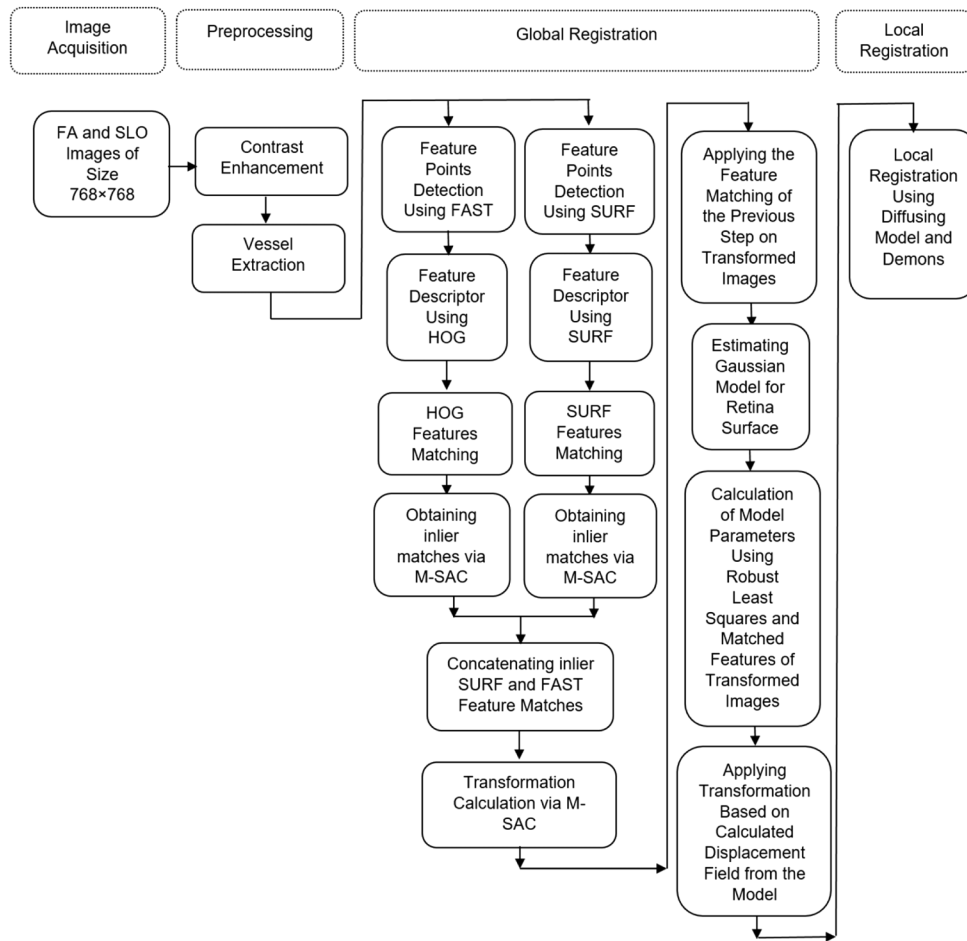 Image
Acquisition
Preprocessing
Global Registration
Local
Registration
FA and SLO
Images of
Size
768×768
Contrast
Enhancement
Vessel
Extraction
Feature
Points
Detection
Using FAST
Feature
Descriptor
Using
HOG
HOG
Features
Matching
Obtaining
inlier
matches via
M-SAC
Feature
Points
Detection
Using SURF
Feature
Descriptor
Using
SURF
SURF
Features
Matching
Obtaining
inlier
matches via
M-SAC
Concatenating inlier
SURF and FAST
Feature Matches
Transformation
Calculation via M-
SAC
Applying the
Feature
Matching of
the Previous
Step on
Transformed
Images
Estimating
Gaussian
Model for
Retina
Surface
Calculation
of Model
Parameters
Using
Robust
Least
Squares and
Matched
Features of
Transformed
Images
Applying
Transformation
Based on
Calculated
Displacement
Field from the
Model
Local
Registration
Using
Diffusing
Model and
Demons